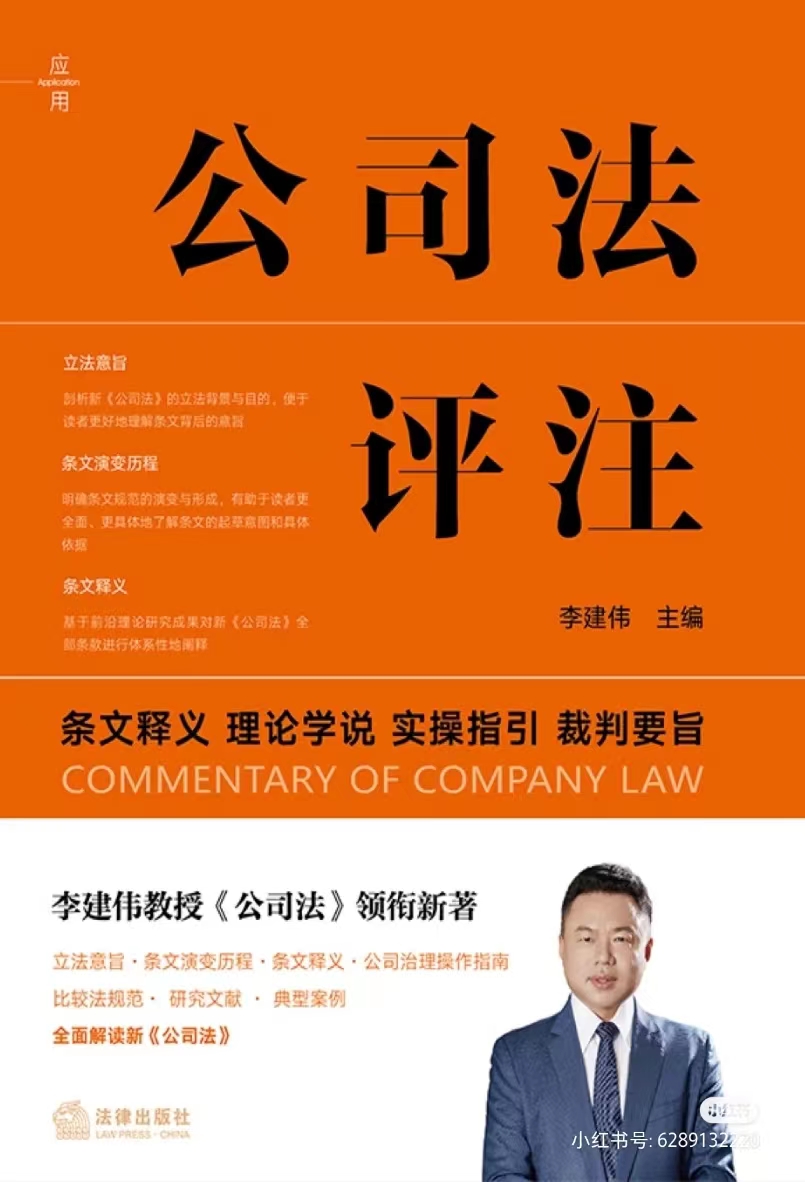 应
Application
用
公司法
评注
立法意旨
剖析新《公司法》的立法背景与目的，便于
读者更好地理解条文背后的意旨
条文演变历程
明确条文规范的演变与形成，有助于读者更
全面、更具体地了解条文的起草意图和具体
依据
条文释义
基于前沿理论研究成果对新《公司法》全
部条款进行体系性地阐释
李建伟 主编
条文释义 理论学说 实操指引 裁判要旨
COMMENTARY OF COMPANY LAW
李建伟教授《公司法》领衔新著
立法意旨·条文演变历程·条文释义·公司治理操作指南
比较法规范· 研究文献 · 典型案例
全面解读新《公司法》
法律出版社
LAW PRESS·CHINA
小红书
小红书号: 6289132220